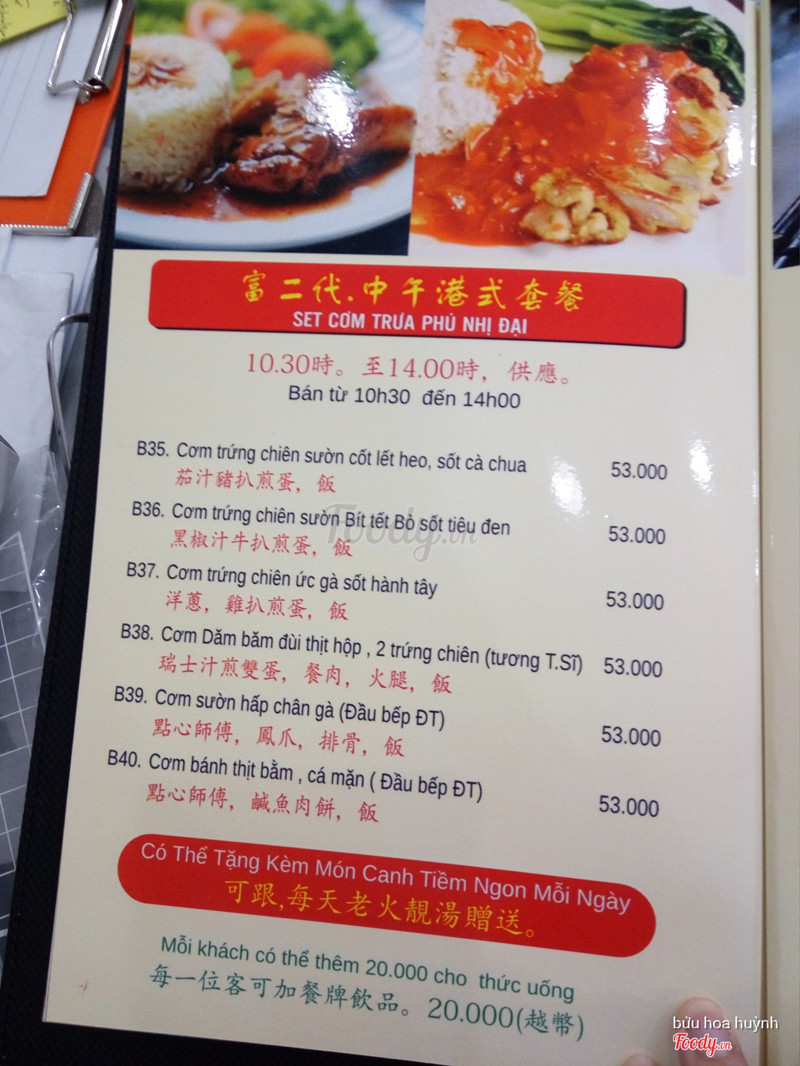 富二代.中午港式套餐
SET CƠM TRƯA PHÚ NHỊ ĐẠI
10.30時。至14.00時，供應。
Bán từ 10h30 đến 14h00
B35. Cơm trứng chiên sườn cốt lết heo, sốt cà chua 53.000
茄汁豬扒煎蛋，飯
B36. Cơm trứng chiên sườn Bít tết Bò sốt tiêu đen 53.000
黑椒汁牛扒煎蛋，飯
Foody.vn
B37. Cơm trứng chiên ức gà sốt hành tây 53.000
洋蔥，雞扒煎蛋，飯
B38. Cơm Dăm băm đùi thịt hộp , 2 trứng chiên (tương T.Sĩ) 53.000
瑞士汁煎雙蛋，餐肉，火腿，飯
B39. Cơm sườn hấp chân gà (Đầu bếp ĐT) 53.000
點心師傅，鳳爪，排骨，飯
B40. Cơm bánh thịt bằm , cá mặn ( Đầu bếp ĐT) 53.000
點心師傅，鹹魚肉餅，飯
Có Thể Tặng Kèm Món Canh Tiềm Ngon Mỗi Ngày
可跟,每天老火靚湯贈送。
Mỗi khách có thể thêm 20.000 cho thức uống
每一位客可加餐牌飲品。20.000(越幣)
bửu hoa huỳnh
Foody.vn